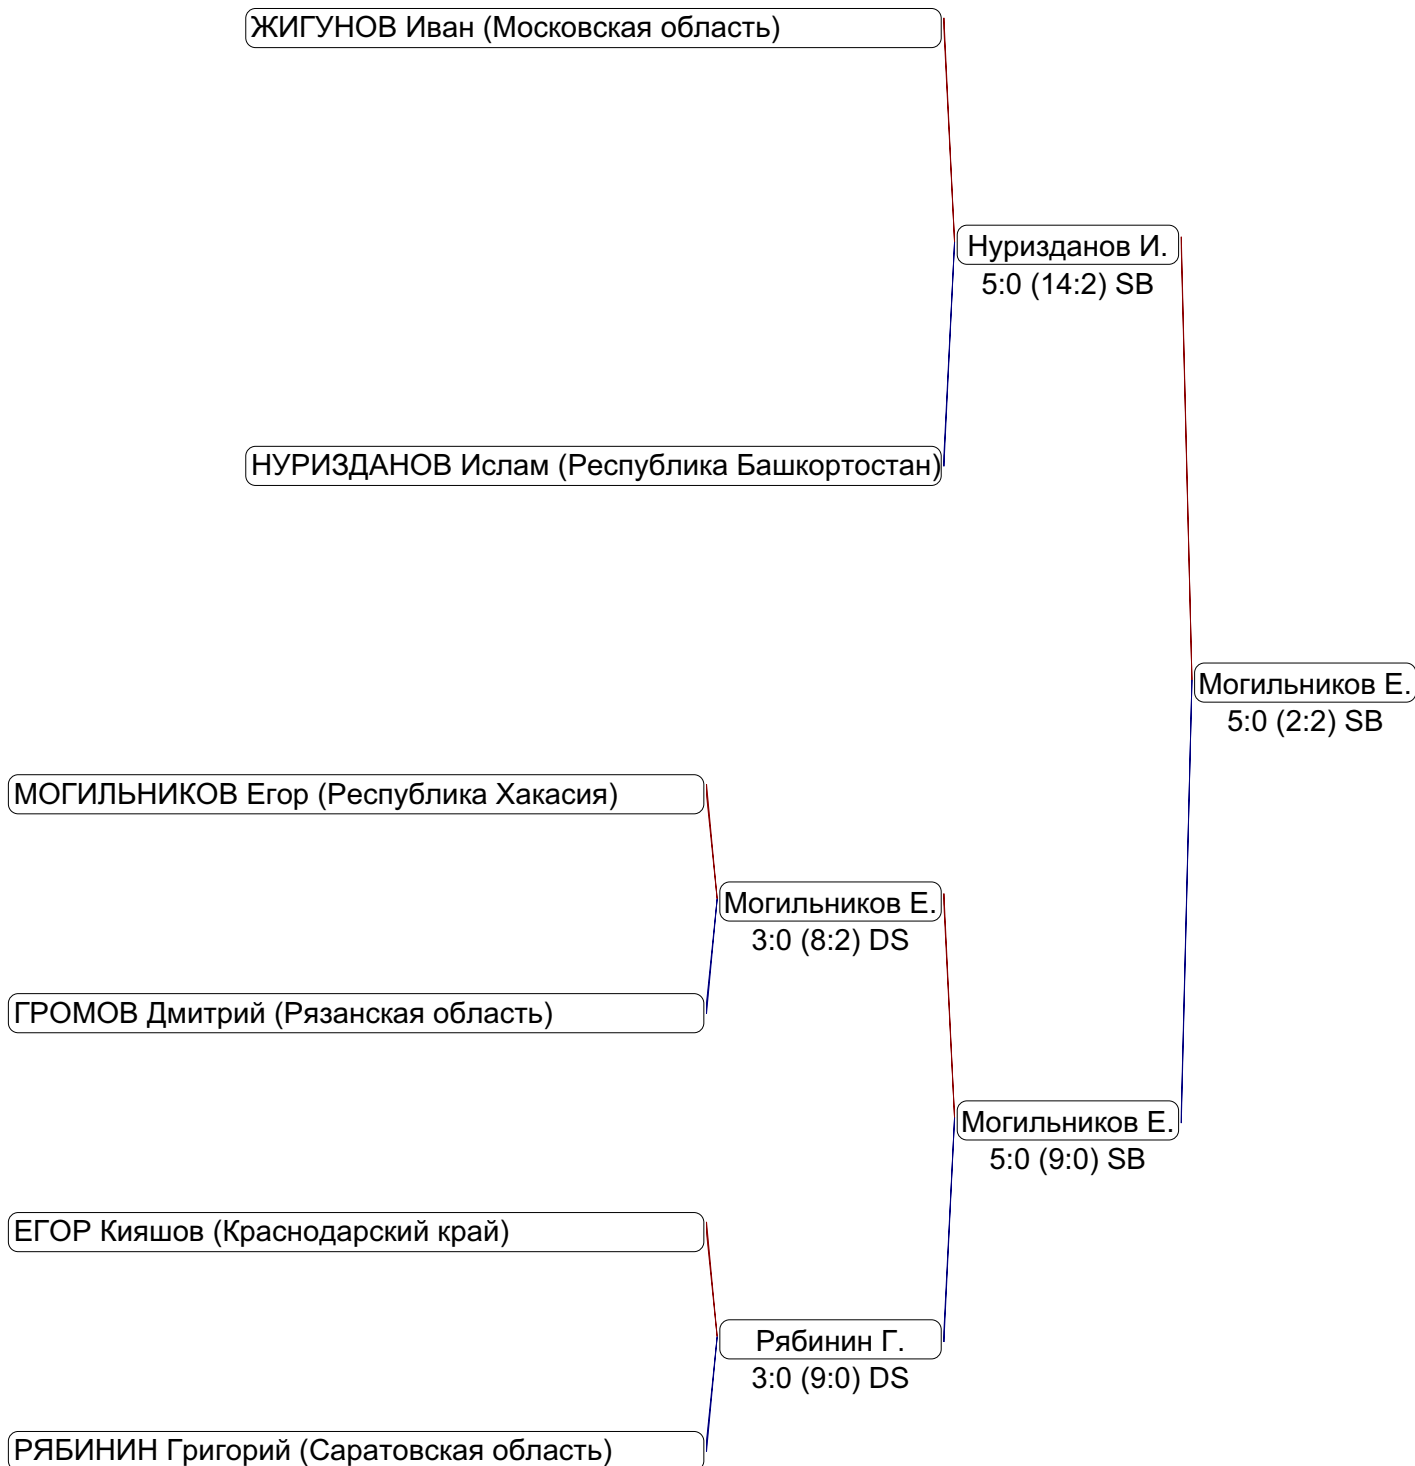 ЖИГУНОВ Иван (Московская область)
Нуризданов И.
5:0 (14:2) SB
НУРИЗДАНОВ Ислам (Республика Башкортостан)
Могильников Е.
5:0 (2:2) SB
МОГИЛЬНИКОВ Егор (Республика Хакасия)
Могильников Е.
3:0 (8:2) DS
ГРОМОВ Дмитрий (Рязанская область)
Могильников Е.
5:0 (9:0) SB
ЕГОР Кияшов (Краснодарский край)
Рябинин Г.
3:0 (9:0) DS
РЯБИНИН Григорий (Саратовская область)